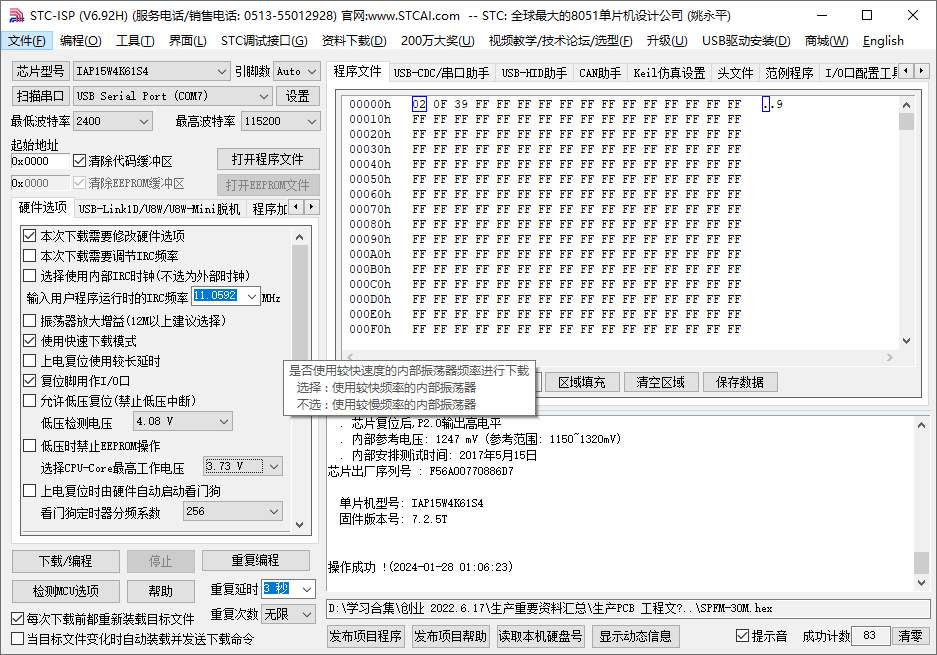 STC-ISP (V6.92H) (服务电话/销售电话: 0513-55012928) 官网:www.STCAI.com -- STC: 全球最大的8051单片机设计公司 (姚永平)
文件(F) 编程(O) 工具(T) 界面(L) STC调试接口(G) 资料下载(D) 200万大奖(U) 视频教学/技术论坛/选型(F) 升级(U) USB驱动安装(D) 商城(W) English
芯片型号 IAP15W4K61S4 引脚数 Auto
扫描串口 USB Serial Port (COM7) 设置
最低波特率 2400 最高波特率 115200
起始地址
0x0000 清除代码缓冲区 打开程序文件
0x0000 清除EEPROM缓冲区 打开EEPROM文件
硬件选项 USB-Link1D/U8W/U8W-Mini脱机 程序加
本次下载需要修改硬件选项
本次下载需要调节IRC频率
选择使用内部IRC时钟(不选为外部时钟)
输入用户程序运行时的IRC频率 11.0592 MHz
振荡器放大增益(12M以上建议选择)
使用快速下载模式
上电复位使用较长延时
复位脚用作I/O口
允许低压复位(禁止低压中断)
低压检测电压 4.08 V
低压时禁止EEPROM操作
选择CPU-Core最高工作电压 3.73 V
上电复位时由硬件自动启动看门狗
看门狗定时器分频系数 256
下载/编程 停止 重复编程
检测MCU选项 帮助 重复延时 3 秒
每次下载前都重新装载目标文件 重复次数 无限
当目标文件变化时自动装载并发送下载命令
程序文件 USB-CDC/串口助手 USB-HID助手 CAN助手 Keil仿真设置 头文件 范例程序 I/O口配置工具
00000h 02 0F 39 FF FF FF FF FF FF FF FF FF FF FF FF FF ..9
00010h FF FF FF FF FF FF FF FF FF FF FF FF FF FF FF FF
00020h FF FF FF FF FF FF FF FF FF FF FF FF FF FF FF FF
00030h FF FF FF FF FF FF FF FF FF FF FF FF FF FF FF FF
00040h FF FF FF FF FF FF FF FF FF FF FF FF FF FF FF FF
00050h FF FF FF FF FF FF FF FF FF FF FF FF FF FF FF FF
00060h FF FF FF FF FF FF FF FF FF FF FF FF FF FF FF FF
00070h FF FF FF FF FF FF FF FF FF FF FF FF FF FF FF FF
00080h FF FF FF FF FF FF FF FF FF FF FF FF FF FF FF FF
00090h FF FF FF FF FF FF FF FF FF FF FF FF FF FF FF FF
000A0h FF FF FF FF FF FF FF FF FF FF FF FF FF FF FF FF
000B0h FF FF FF FF FF FF FF FF FF FF FF FF FF FF FF FF
000C0h FF FF FF FF FF FF FF FF FF FF FF FF FF FF FF FF
000D0h FF FF FF FF FF FF FF FF FF FF FF FF FF FF FF FF
000E0h FF FF FF FF FF FF FF FF FF FF FF FF FF FF FF FF
000F0h FF FF FF FF FF FF FF FF FF FF FF FF FF FF FF FF
是否使用较快速度的内部振荡器频率进行下载
选择 : 使用较快频率的内部振荡器
不选 : 使用较慢频率的内部振荡器
区域填充 清空区域 保存数据
. 芯片复位后,P2.0输出高电平
. 内部参考电压: 1247 mV (参考范围: 1150~1320mV)
. 内部安排测试时间: 2017年5月15日
芯片出厂序列号 : F56A00770886D7
单片机型号: IAP15W4K61S4
固件版本号: 7.2.5T
操作成功 !(2024-01-28 01:06:23)
D:\学习合集\创业 2022.6.17\生产重要资料汇总\生产PCB 工程文?..\SPFM-30M.hex
发布项目程序 发布项目帮助 读取本机硬盘号 显示动态信息 提示音 成功计数 83 清零